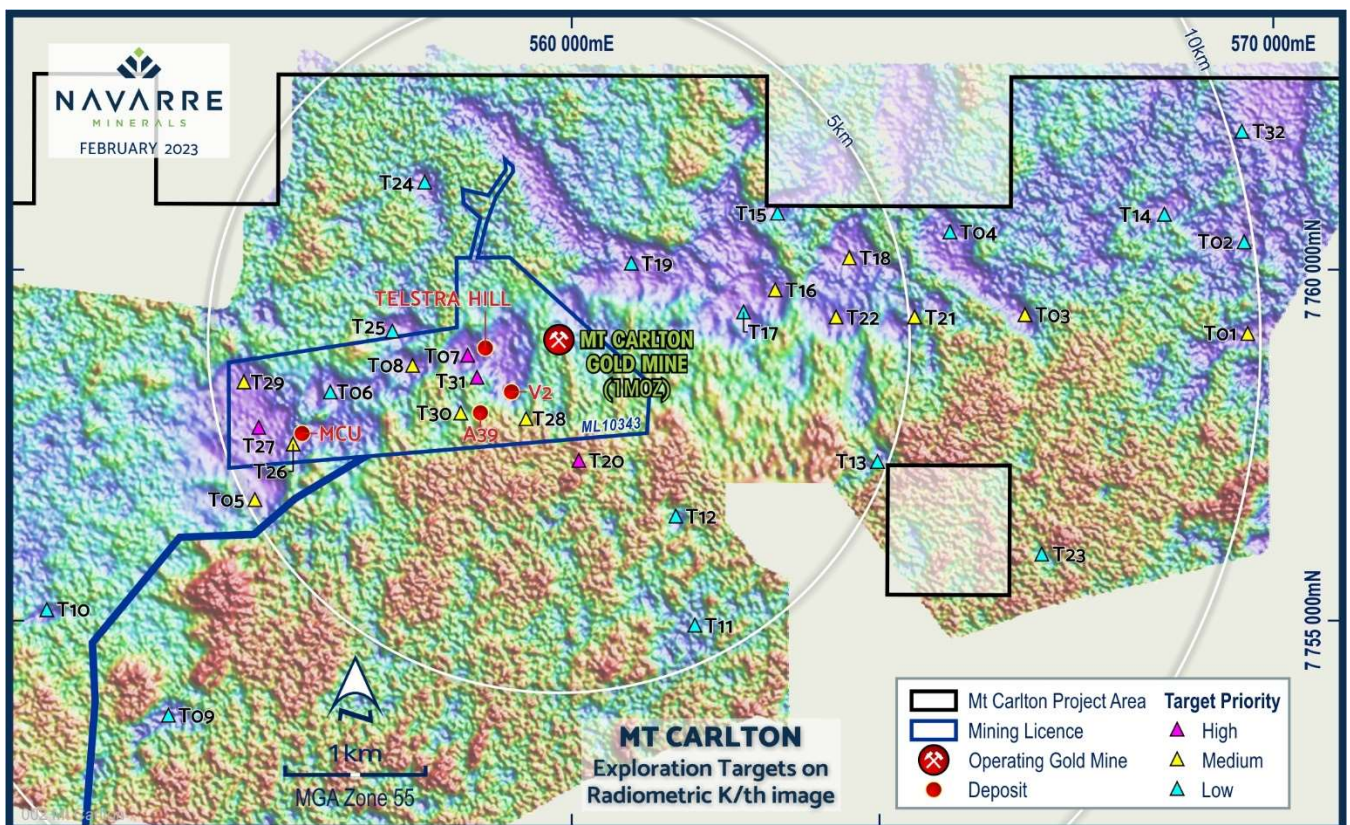 NAVARRE
MINERALS
FEBRUARY 2023
560 000mE
570 000mE
10km
5km
T32
T24
T15
T14
T04
T02
T18
T19
7 760 000mN
T16
TELSTRA HILL
T17
T22
T21
T03
T25
T01
MT CARLTON
GOLD MINE
(1MOZ)
T07
T08
T31
T29
T06
V2
T30
T28
A39
ML10343
MCU
T27
T26
T20
T13
T05
T12
T23
T10
T11
7 755 000mN
T09
1km
MGA Zone 55
MT CARLTON
Exploration Targets on
Radiometric K/th image
Mt Carlton Project Area
Mining Licence
Operating Gold Mine
Deposit
Target Priority
High
Medium
Low